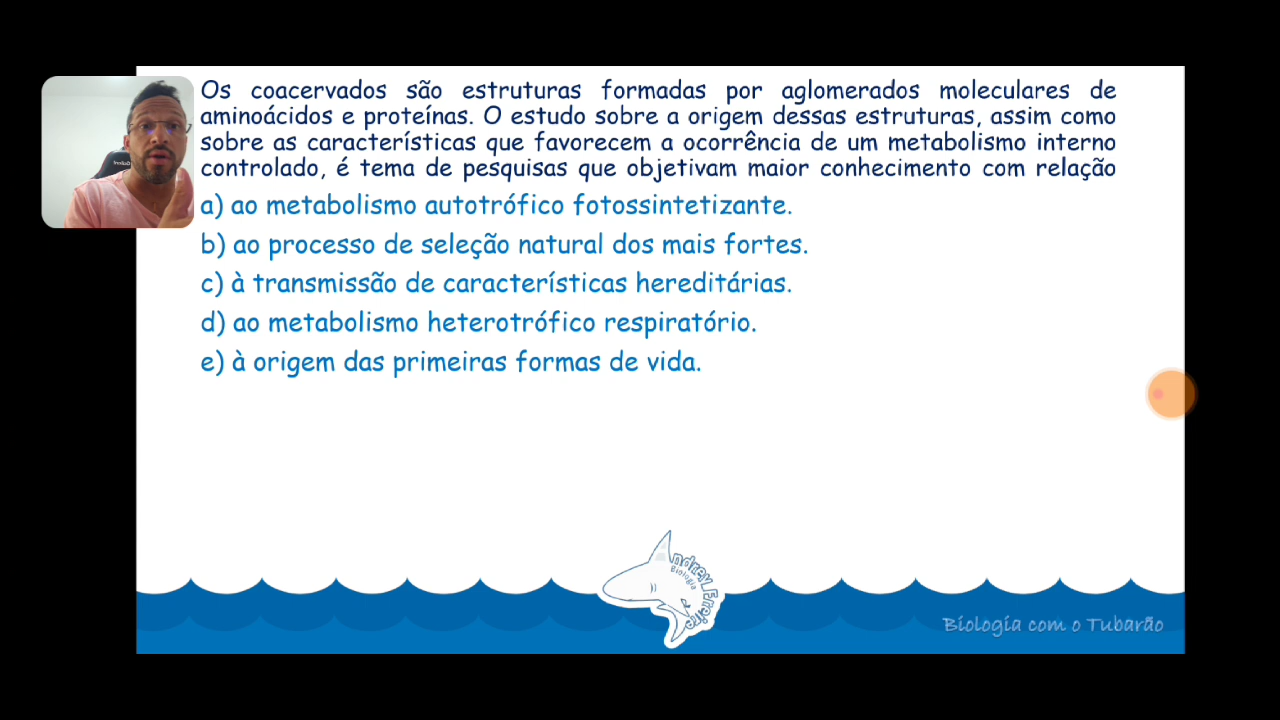 Os coacervados são estruturas formadas por aglomerados moleculares de
aminoácidos e proteínas. O estudo sobre a origem dessas estruturas, assim como
sobre as características que favorecem a ocorrência de um metabolismo interno
controlado, é tema de pesquisas que objetivam maior conhecimento com relação
a) ao metabolismo autotrófico fotossintetizante.
b) ao processo de seleção natural dos mais fortes.
c) à transmissão de características hereditárias.
d) ao metabolismo heterotrófico respiratório.
e) à origem das primeiras formas de vida.
Biologia
Biologia com o Tubarão